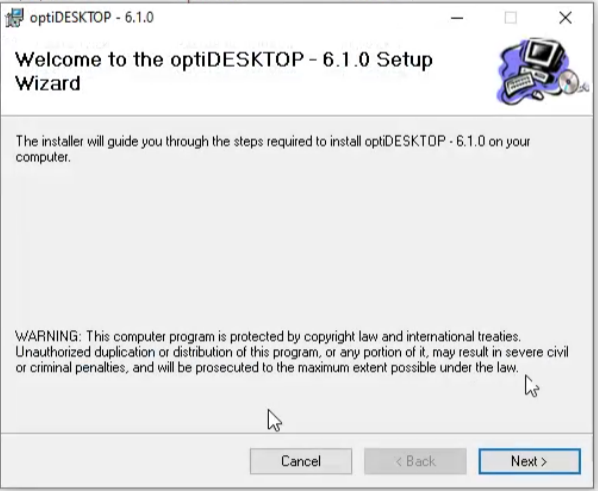 optiDESKTOP - 6.1.0
Welcome to the optiDESKTOP - 6.1.0 Setup
Wizard
The installer will guide you through the steps required to install optiDESKTOP - 6.1.0 on your
computer.
WARNING: This computer program is protected by copyright law and international treaties.
Unauthorized duplication or distribution of this program, or any portion of it, may result in severe civil
or criminal penalties, and will be prosecuted to the maximum extent possible under the law.
Cancel
< Back
Next >